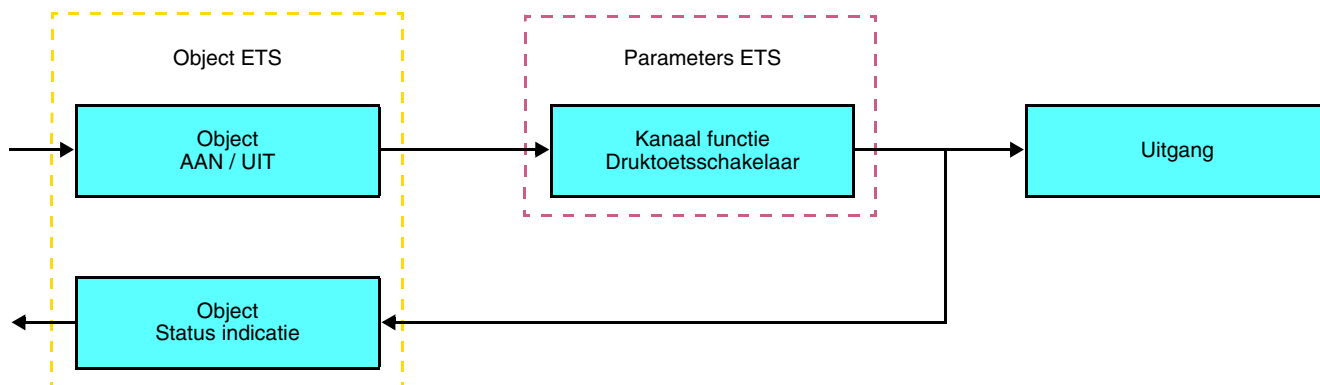 Object ETS
Parameters ETS
Object
AAN / UIT
Kanaal functie
Druktoetsschakelaar
Uitgang
Object
Status indicatie